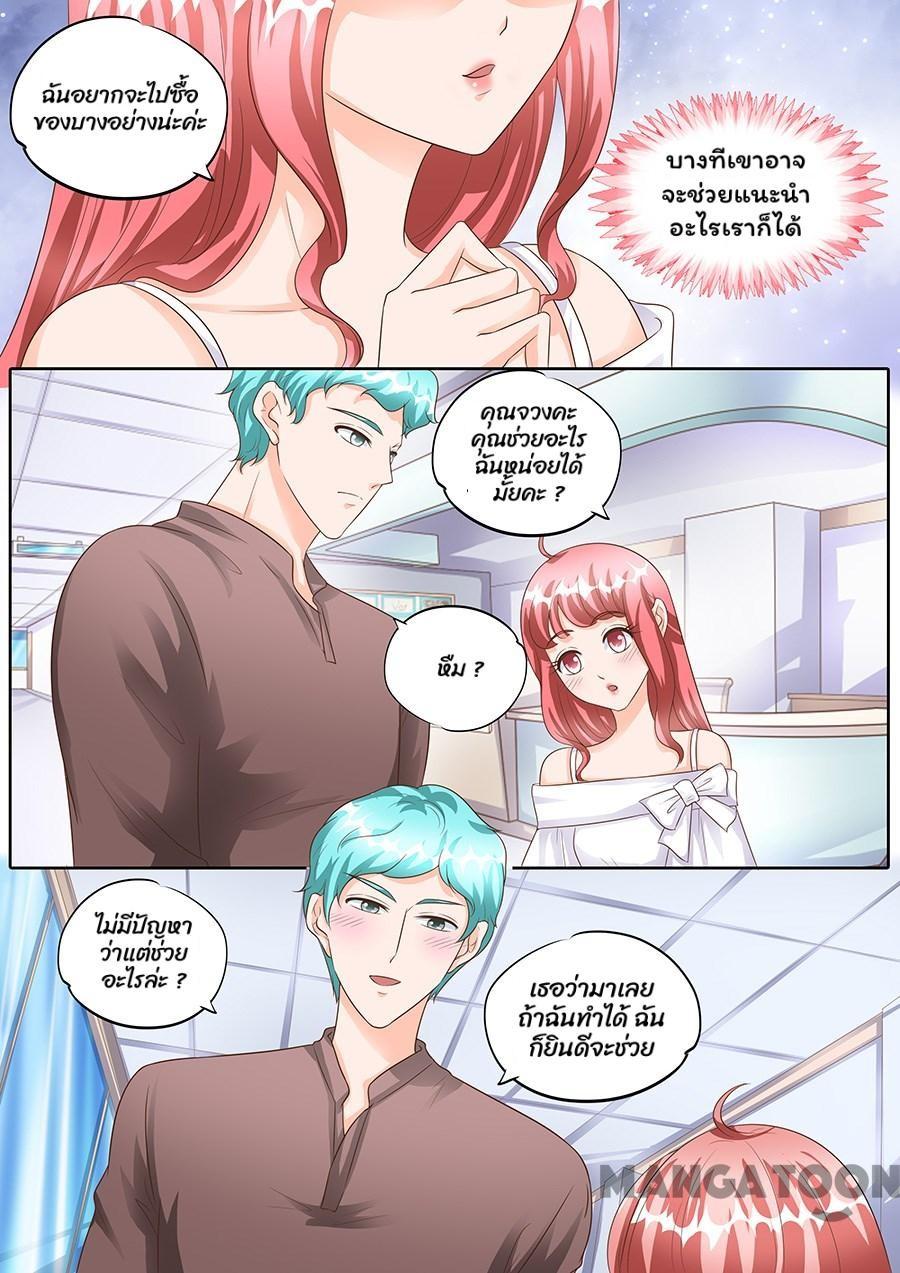 ฉันอยากจะไปซื้อ
ของบางอย่างน่ะค่ะ
บางทีเขาอาจ
จะช่วยแนะนำ
อะไรเราก็ได้
คุณจวงคะ
คุณช่วยอะไร
ฉันหน่อยได้
มั้ยคะ ?
หืม ?
ไม่มีปัญหา
ว่าแต่ช่วย
อะไรล่ะ ?
เธอว่ามาเลย
ถ้าฉันทำได้ ฉัน
ก็ยินดีจะช่วย
MANGATOON